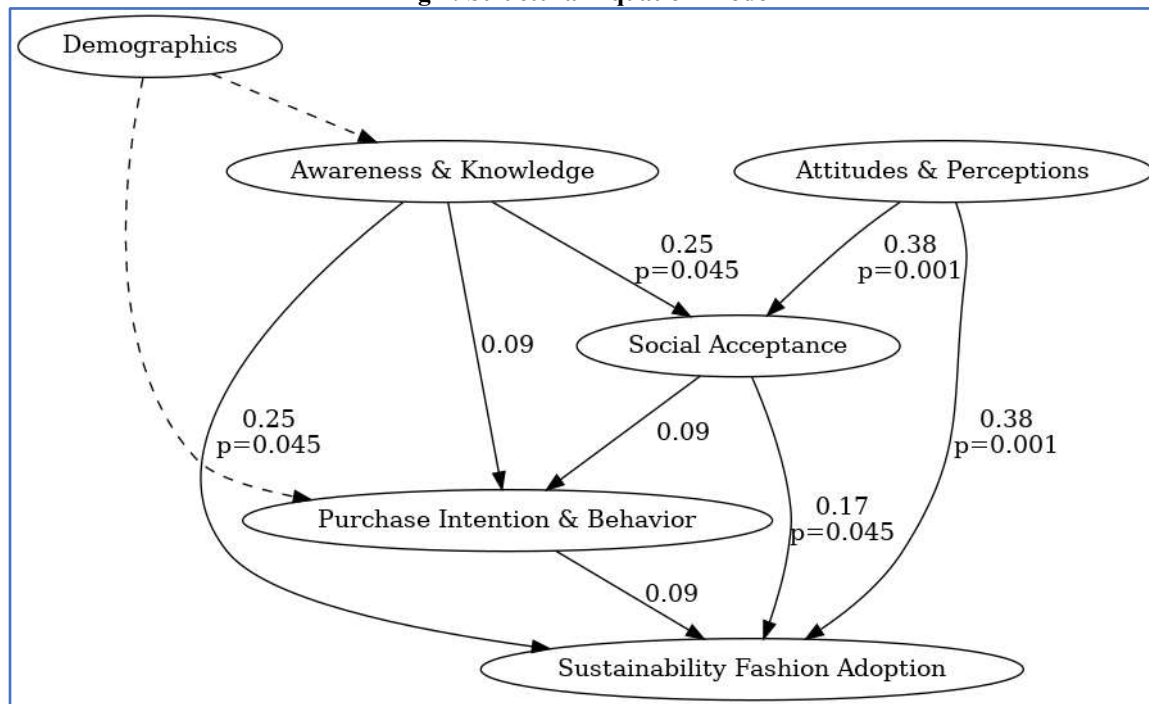 Demographics
Awareness & Knowledge
Attitudes & Perceptions
0.25
p=0.045
0.38
p=0.001
0.09
Social Acceptance
0.25
p=0.045
0.09
0.38
p=0.001
0.17
p=0.045
Purchase Intention & Behavior
0.09
Sustainability Fashion Adoption